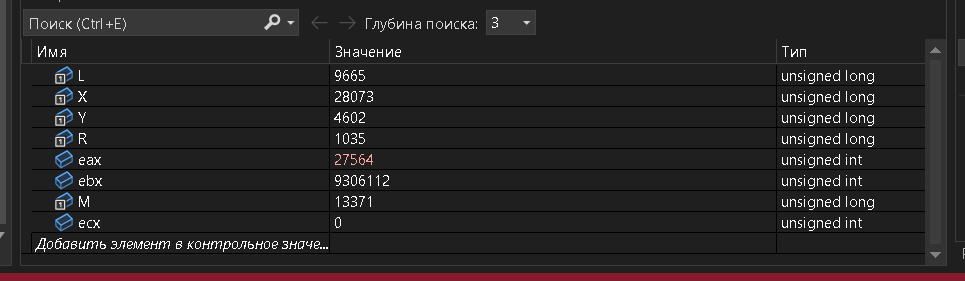 Поиск (Ctrl+E) Глубина поиска: 3
Имя Значение Тип
L 9665 unsigned long
X 28073 unsigned long
Y 4602 unsigned long
R 1035 unsigned long
eax 27564 unsigned int
ebx 9306112 unsigned int
M 13371 unsigned long
ecx 0 unsigned int
Добавить элемент в контрольное значе...